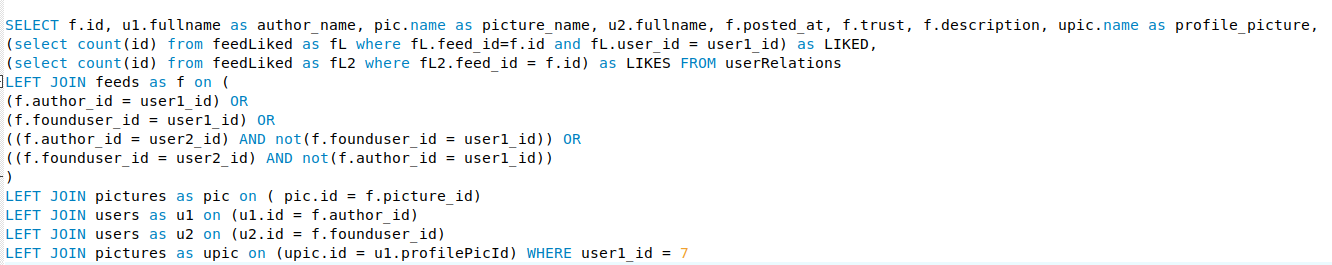 SELECT f.id, u1.fullname as author_name, pic.name as picture_name, u2.fullname, f.posted_at, f.trust, f.description, upic.name as profile_picture,
(select count(id) from feedLiked as fL where fL.feed_id=f.id and fL.user_id = user1_id) as LIKED,
(select count(id) from feedLiked as fL2 where fL2.feed_id = f.id) as LIKES FROM userRelations
LEFT JOIN feeds as f on (
(f.author_id = user1_id) OR
(f.founduser_id = user1_id) OR
((f.author_id = user2_id) AND not(f.founduser_id = user1_id)) OR
((f.founduser_id = user2_id) AND not(f.author_id = user1_id))
)
LEFT JOIN pictures as pic on ( pic.id = f.picture_id)
LEFT JOIN users as u1 on (u1.id = f.author_id)
LEFT JOIN users as u2 on (u2.id = f.founduser_id)
LEFT JOIN pictures as upic on (upic.id = u1.profilePicId) WHERE user1_id = 7